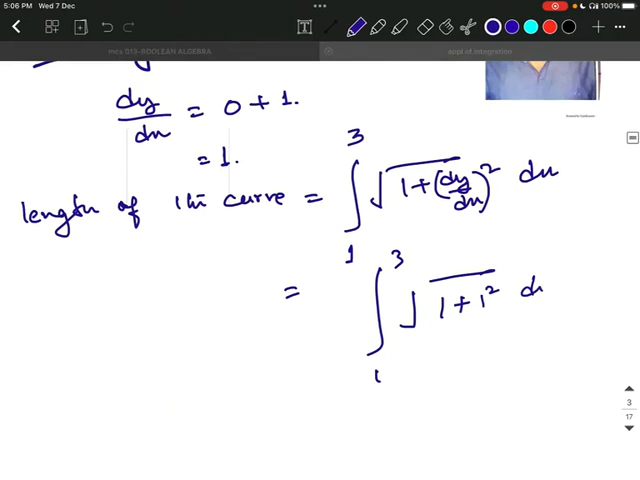 5:06 PM Wed 7 Dec
100%
mcs 013-BOOLEAN ALGEBRA
appl of integration
dy/dx = 0 + 1.
= 1.
length of the curve = ∫₁³ √(1+(dy/dx)²) dx
= ∫₁³ √(1+1²) d
3
17